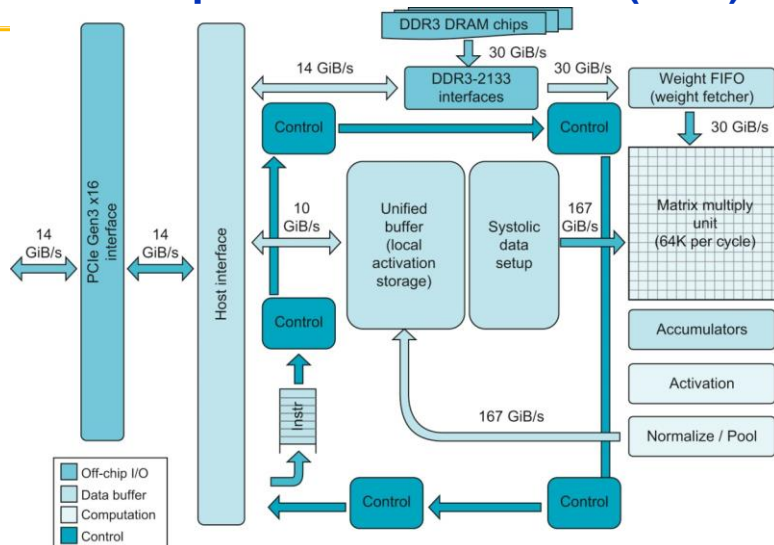 DDR3 DRAM chips
30 GiB/s
14 GiB/s
DDR3-2133
interfaces
30 GiB/s
Weight FIFO
(weight fetcher)
Control
Control
30 GiB/s
PCIe Gen3 x16
interface
14
GiB/s
14
GiB/s
Host interface
10
GiB/s
Unified
buffer
(local
activation
storage)
Systolic
data
setup
167
GiB/s
Matrix multiply
unit
(64K per cycle)
Control
Accumulators
Activation
Instr
167 GiB/s
Normalize / Pool
Off-chip I/O
Data buffer
Computation
Control
Control
Control